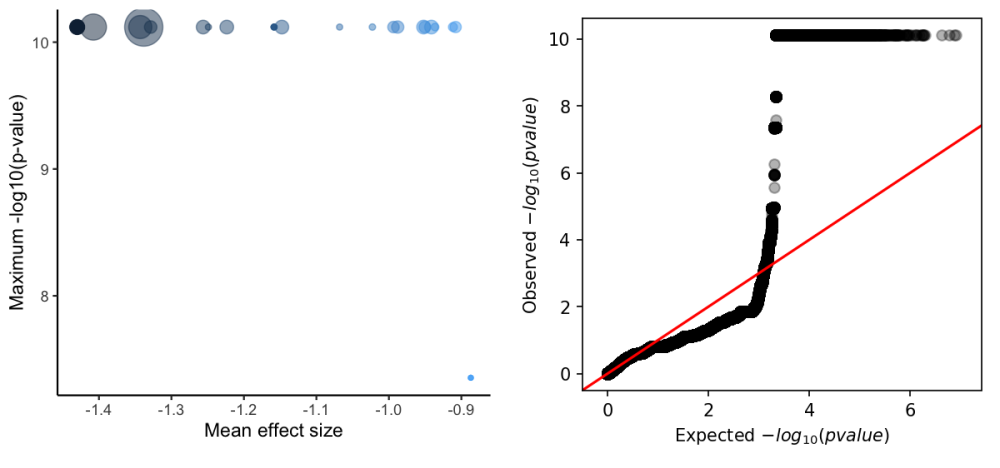 10
9
8
Maximum -log10(p-value)
-1.4 -1.3 -1.2 -1.1 -1.0 -0.9
Mean effect size
10
8
6
4
2
0
Observed −log₁₀(pvalue)
0 2 4 6
Expected −log₁₀(pvalue)